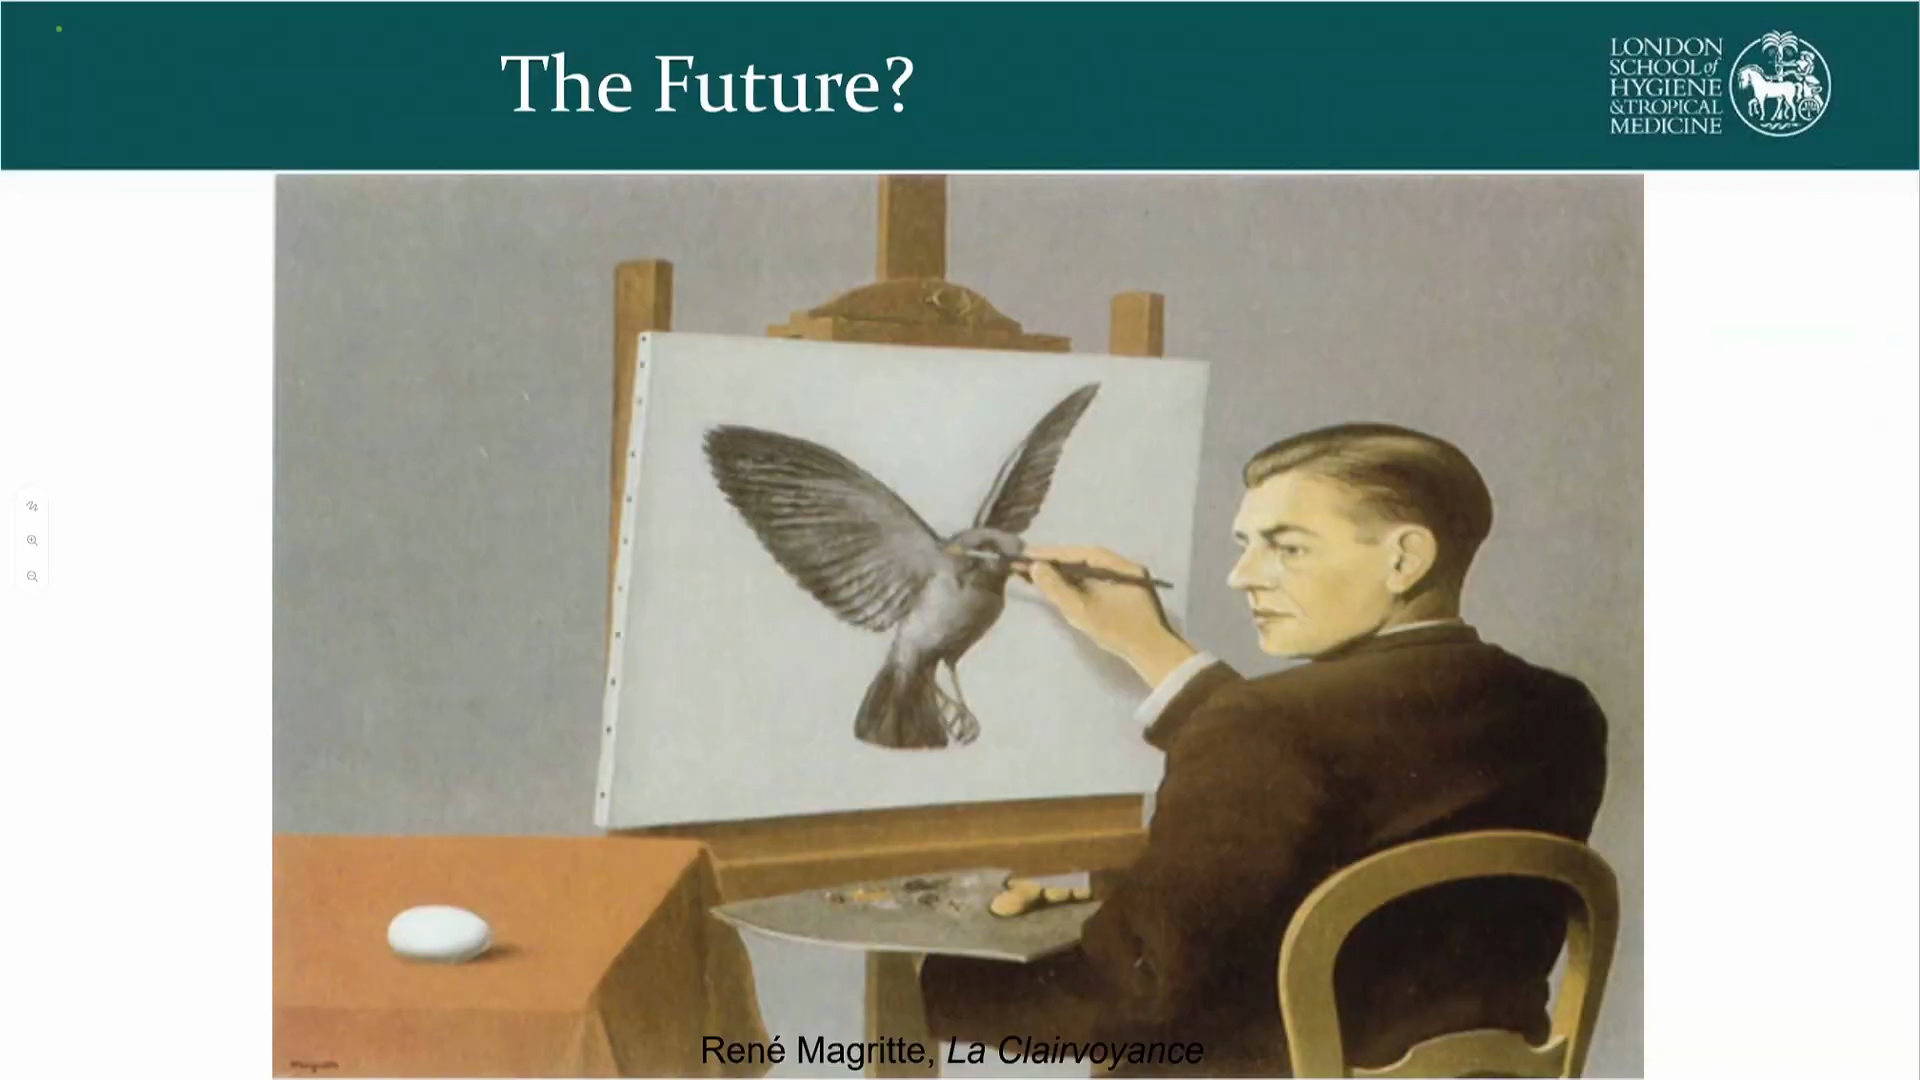 The Future?
LONDON
SCHOOL of
HYGIENE
& TROPICAL
MEDICINE
René Magritte, La Clairvoyance